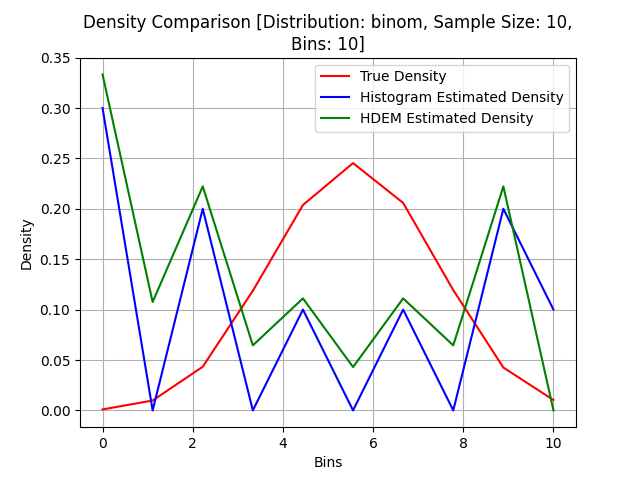 Density Comparison [Distribution: binom, Sample Size: 10,
Bins: 10]
True Density
Histogram Estimated Density
HDEM Estimated Density
Density
0.35
0.30
0.25
0.20
0.15
0.10
0.05
0.00
0 2 4 6 8 10
Bins